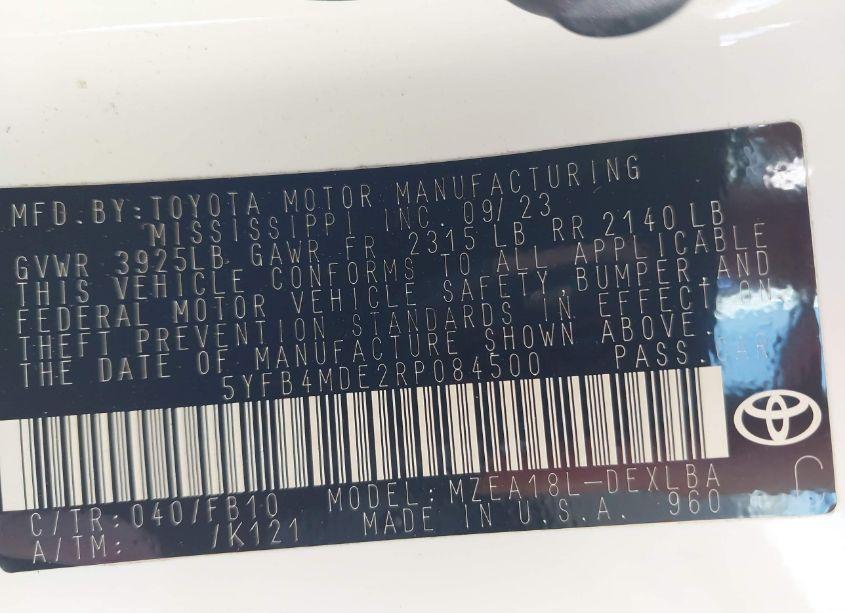 MFD.BY:TOYOTA MOTOR MANUFACTURING
MISSISSIPPI INC. 09/23
GVWR 3925LB GAWR FR 2315 LB RR 2140 LB
THIS VEHICLE CONFORMS TO ALL APPLICABLE
FEDERAL MOTOR VEHICLE SAFETY,BUMPER AND
THEFT PREVENTION STANDARDS IN EFFECT ON
THE DATE OF MANUFACTURE SHOWN ABOVE.
5YFB4MDE2RP084500 PASS.CAR
C/TR:040/FB10 MODEL:MZEA18L-DEXLBA
A/TM: /K121 MADE IN U.S.A. 960